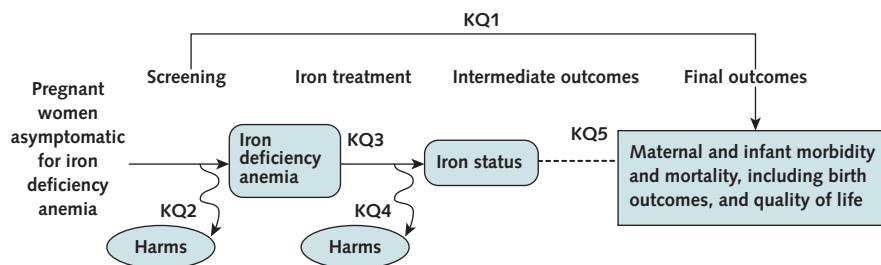 KQ1
Screening
Iron treatment
Intermediate outcomes
Final outcomes
Pregnant
women
asymptomatic
for iron
deficiency
anemia
Iron
deficiency
anemia
KQ3
Iron status
KQ5
Maternal and infant morbidity
and mortality, including birth
outcomes, and quality of life
KQ2
KQ4
Harms
Harms